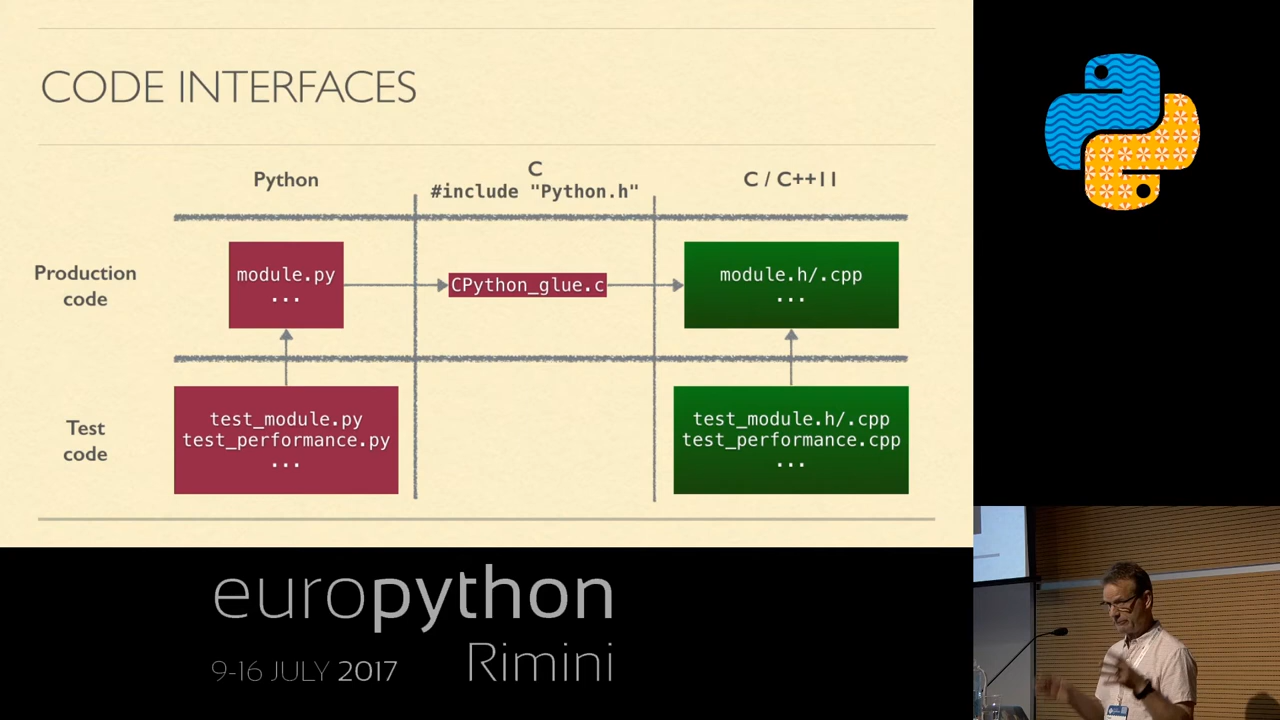 CODE INTERFACES
Python
C
#include "Python.h"
C / C++11
Production
code
module.py
...
CPython_glue.c
module.h/.cpp
...
Test
code
test_module.py
test_performance.py
...
test_module.h/.cpp
test_performance.cpp
...
europython
Rimini
9-16 JULY 2017